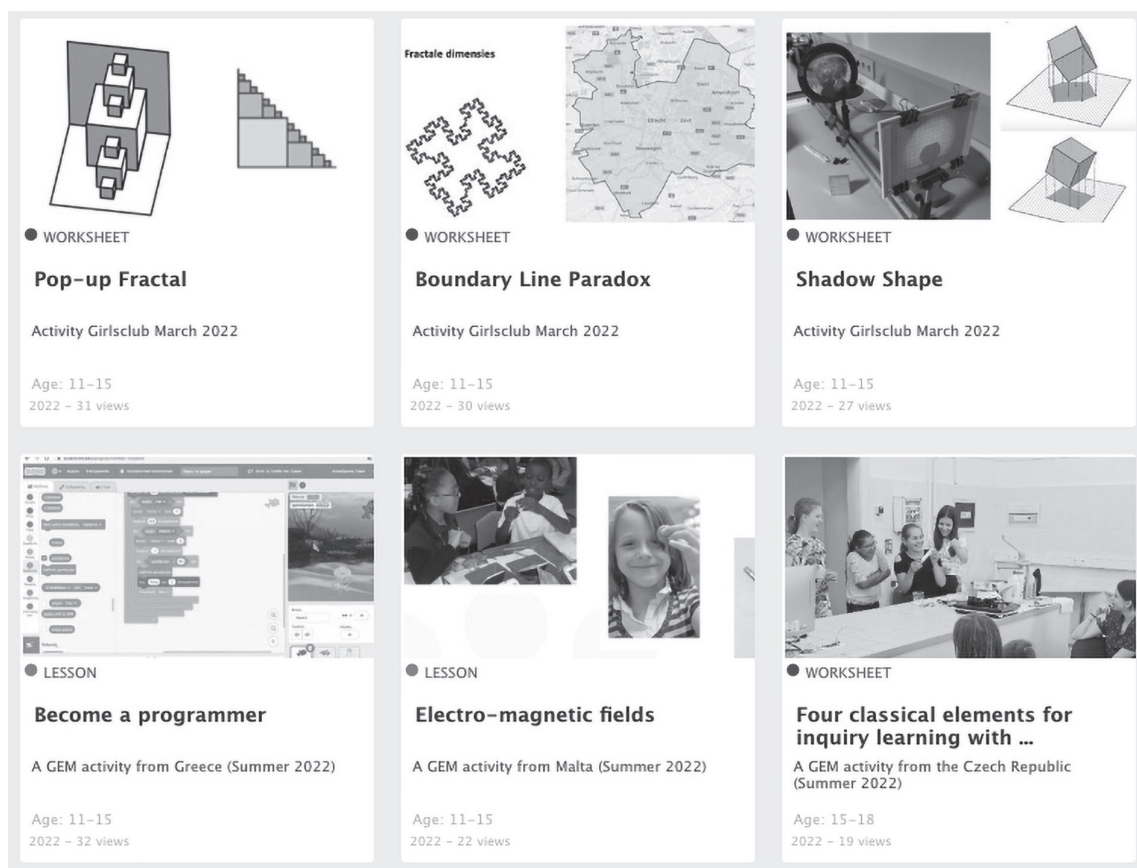 WORKSHEET
Pop-up Fractal
Activity Girlsclub March 2022
Age: 11-15
2022 - 31 views
Fractale dimensies
WORKSHEET
Boundary Line Paradox
Activity Girlsclub March 2022
Age: 11-15
2022 - 30 views
WORKSHEET
Shadow Shape
Activity Girlsclub March 2022
Age: 11-15
2022 - 27 views
LESSON
Become a programmer
A GEM activity from Greece (Summer 2022)
Age: 11-15
2022 - 32 views
LESSON
Electro-magnetic fields
A GEM activity from Malta (Summer 2022)
Age: 11-15
2022 - 22 views
WORKSHEET
Four classical elements for
inquiry learning with ...
A GEM activity from the Czech Republic
(Summer 2022)
Age: 15-18
2022 - 19 views